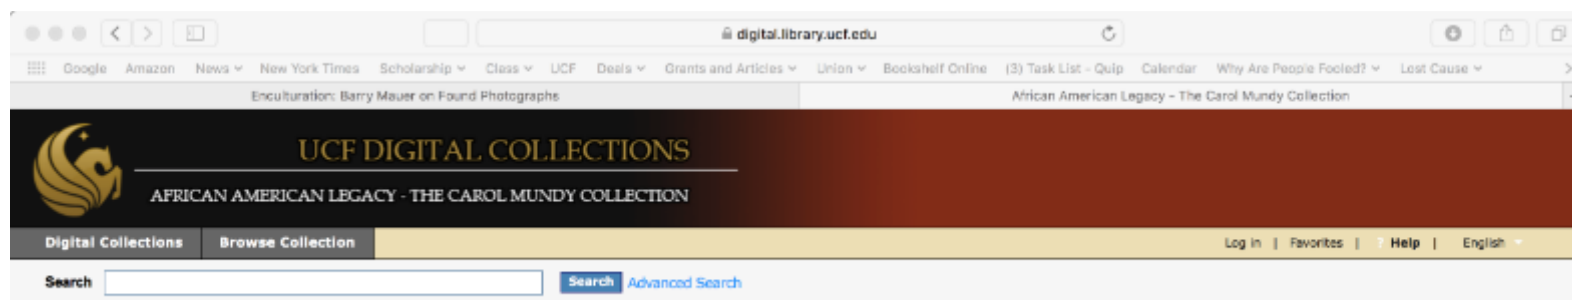 digital.library.ucf.edu
Google Amazon News New York Times Scholarship Class UCF Deals Grants and Articles Union Bookshelf Online (3) Task List - Quip Calendar Why Are People Fooled? Lost Cause
Enculturation: Barry Mauer on Found Photographs African American Legacy - The Carol Mundy Collection
UCF DIGITAL COLLECTIONS
AFRICAN AMERICAN LEGACY - THE CAROL MUNDY COLLECTION
Digital Collections Browse Collection Log in | Favorites | ? Help | English
Search Search Advanced Search